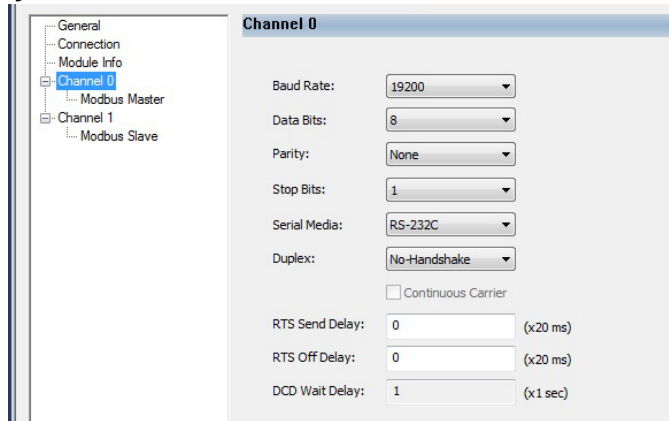 General
Connection
Module Info
Channel 0
Modbus Master
Channel 1
Modbus Slave
Channel 0
Baud Rate: 19200
Data Bits: 8
Parity: None
Stop Bits: 1
Serial Media: RS-232C
Duplex: No-Handshake
Continuous Carrier
RTS Send Delay: 0 (x20 ms)
RTS Off Delay: 0 (x20 ms)
DCD Wait Delay: 1 (x1 sec)